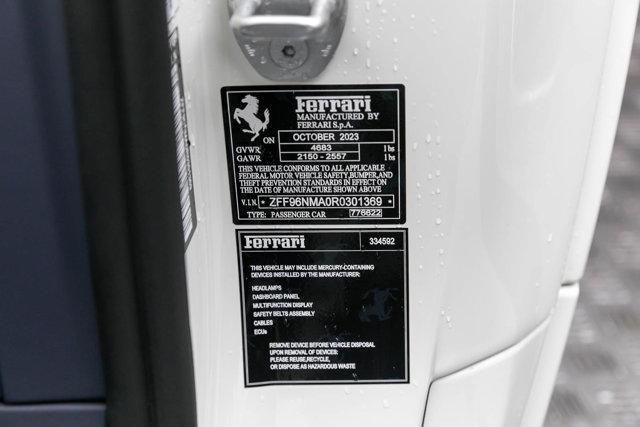 Ferrari
MANUFACTURED BY
FERRARI S.p.A.
ON OCTOBER 2023
GVWR 4683 lbs
GAWR 2150 - 2557 lbs
THIS VEHICLE CONFORMS TO ALL APPLICABLE
FEDERAL MOTOR VEHICLE SAFETY,BUMPER,AND
THEFT PREVENTION STANDARDS IN EFFECT ON
THE DATE OF MANUFACTURE SHOWN ABOVE
V.I.N. * ZFF96NMA0R0301369 *
TYPE: PASSENGER CAR 776622
Ferrari 334592
THIS VEHICLE MAY INCLUDE MERCURY-CONTAINING
DEVICES INSTALLED BY THE MANUFACTURER:
HEADLAMPS
DASHBOARD PANEL
MULTIFUNCTION DISPLAY
SAFETY BELTS ASSEMBLY
CABLES
ECUs
REMOVE DEVICE BEFORE VEHICLE DISPOSAL
UPON REMOVAL OF DEVICES:
PLEASE REUSE,RECYCLE,
OR DISPOSE AS HAZARDOUS WASTE